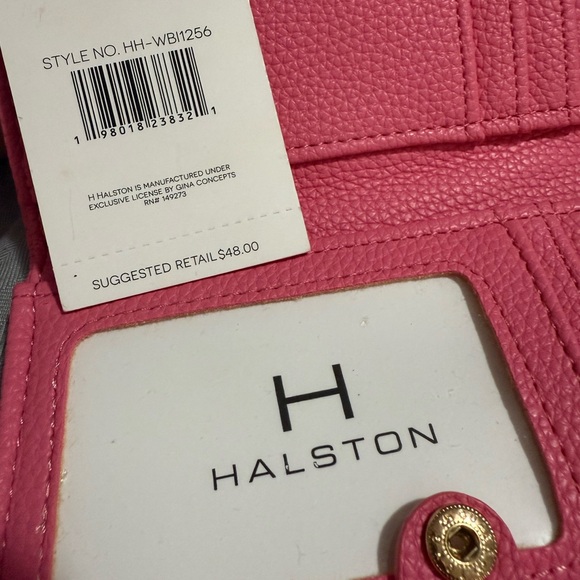 STYLE NO. HH-WBI1256
1 98018 23832 1
H HALSTON IS MANUFACTURED UNDER
EXCLUSIVE LICENSE BY GINA CONCEPTS
RN# 149273
SUGGESTED RETAIL $48.00
H
HALSTON